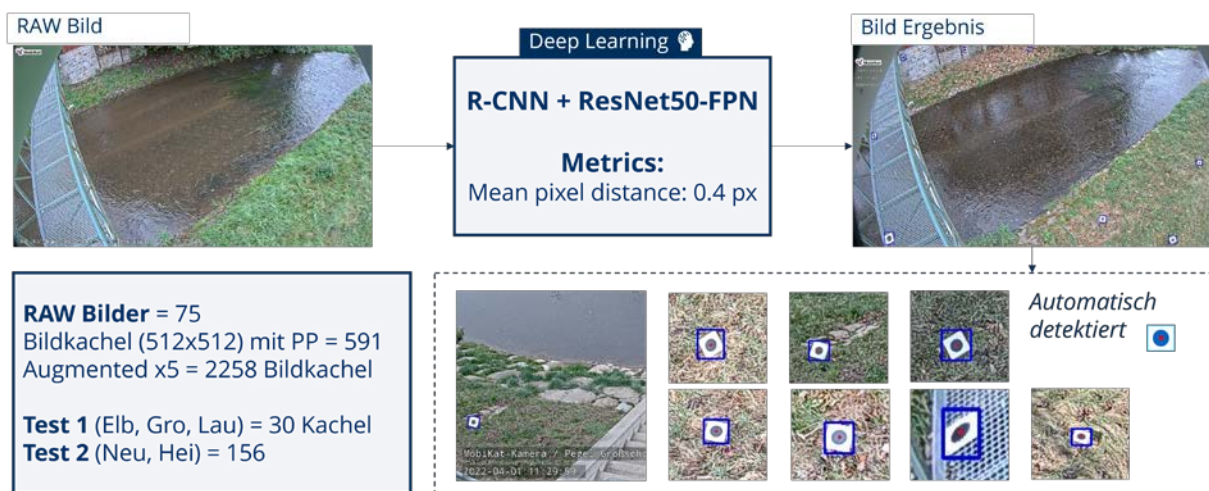 RAW Bild
Deep Learning
R-CNN + ResNet50-FPN
Metrics:
Mean pixel distance: 0.4 px
Bild Ergebnis
RAW Bilder = 75
Bildkachel (512x512) mit PP = 591
Augmented x5 = 2258 Bildkachel
Test 1 (Elb, Gro, Lau) = 30 Kachel
Test 2 (Neu, Hei) = 156
Automatisch
detektiert
MobiKat-Kamera / Pege
2022-04-01 11:29:59